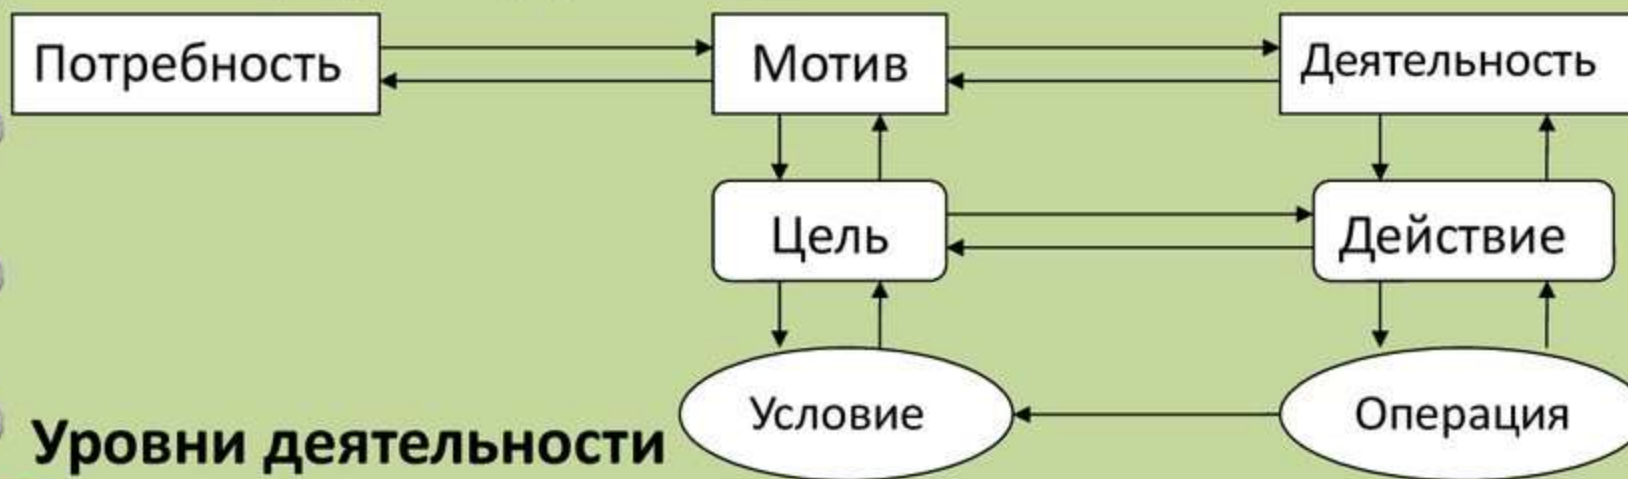 Потребность
Мотив
Деятельность
Цель
Действие
Условие
Операция
Уровни деятельности